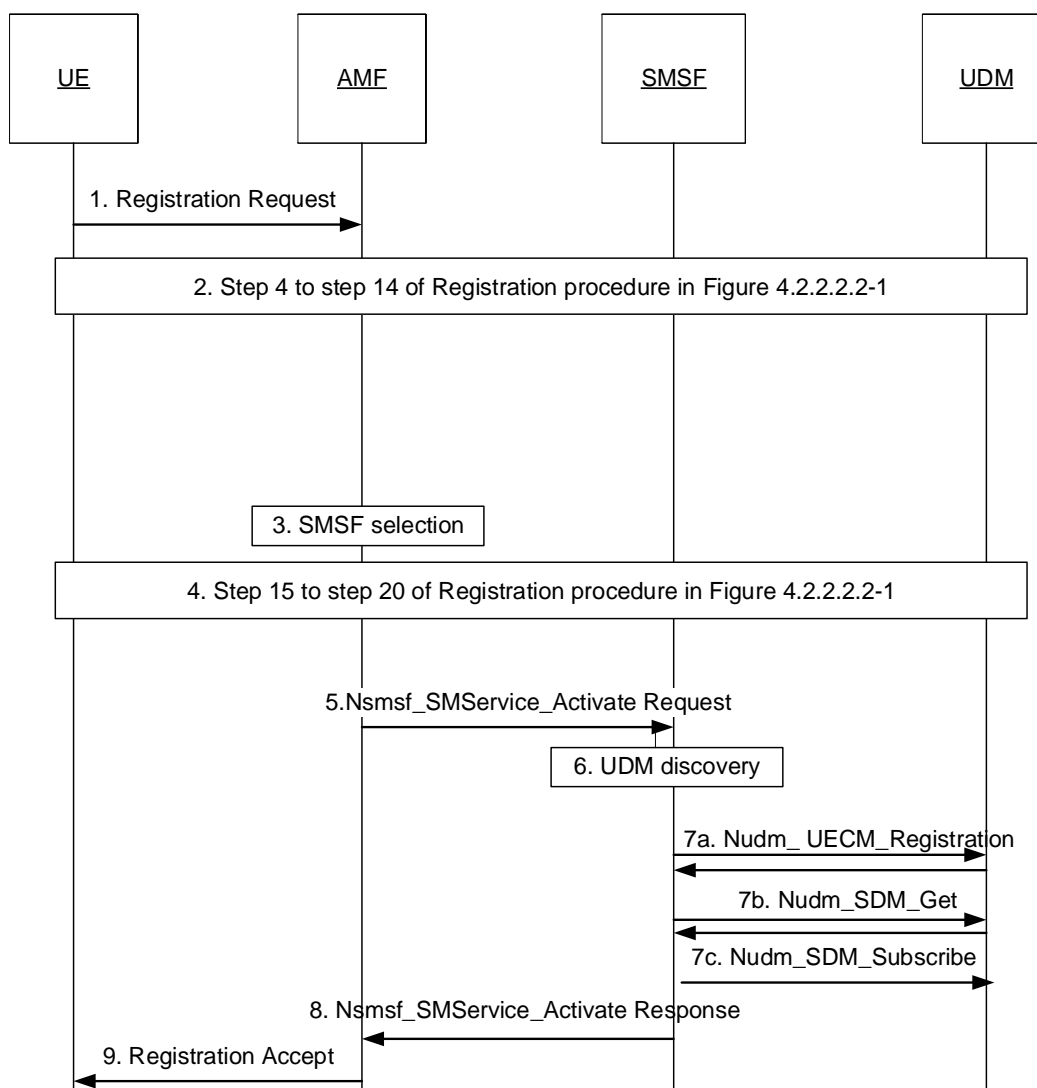 UE
AMF
SMSF
UDM
1. Registration Request
2. Step 4 to step 14 of Registration procedure in Figure 4.2.2.2.2-1
3. SMSF selection
4. Step 15 to step 20 of Registration procedure in Figure 4.2.2.2.2-1
5.Nsmsf_SMService_Activate Request
6. UDM discovery
7a. Nudm_ UECM_Registration
7b. Nudm_SDM_Get
7c. Nudm_SDM_Subscribe
8. Nsmsf_SMService_Activate Response
9. Registration Accept